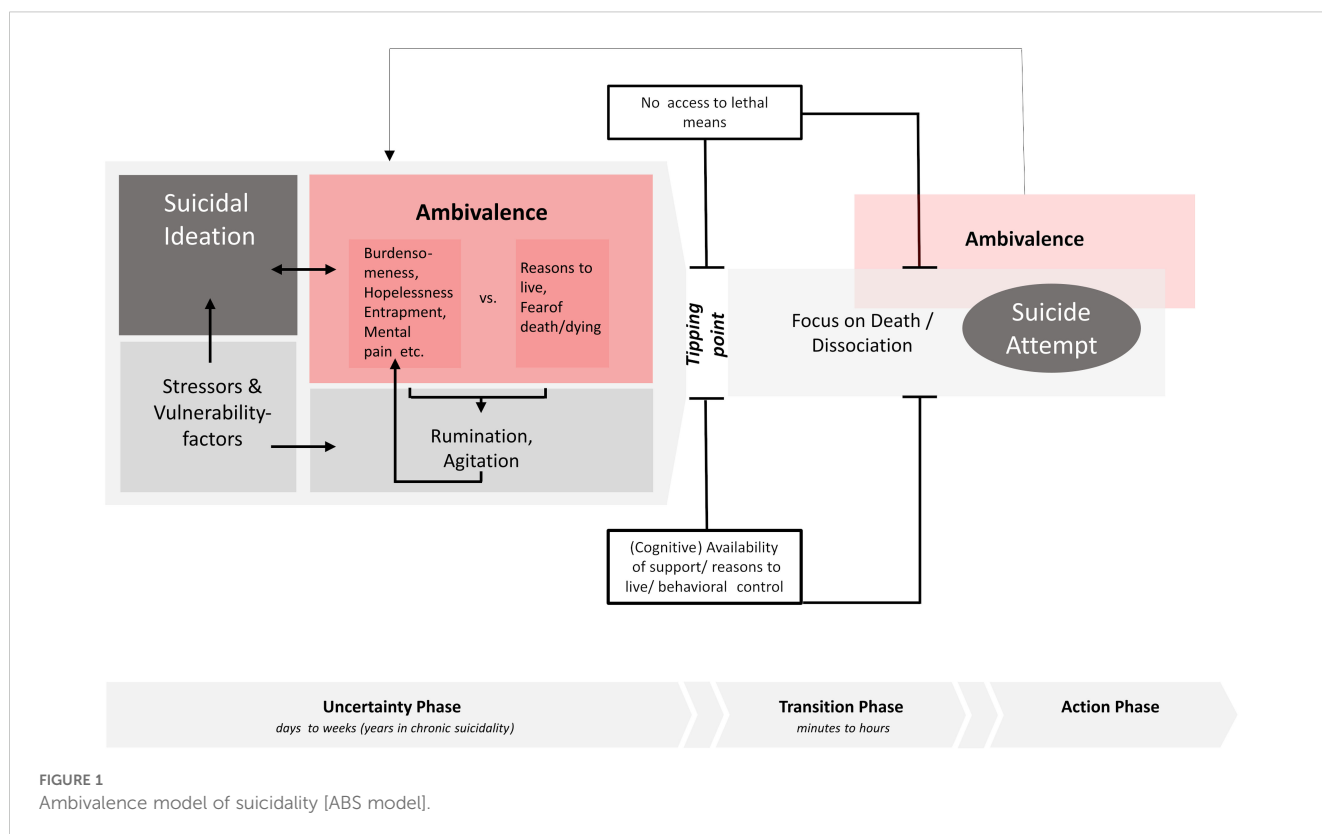 No access to lethal
means
Suicidal
Ideation
Ambivalence
Burdenso-
meness,
Hopelessness
Entrapment,
Mental
pain etc.
vs.
Reasons to
live,
Fearof
death/dying
Stressors &
Vulnerability-
factors
Rumination,
Agitation
Tipping
point
Ambivalence
Focus on Death /
Dissociation
Suicide
Attempt
(Cognitive) Availability
of support/ reasons to
live/ behavioral control
Uncertainty Phase
days to weeks (years in chronic suicidality)
Transition Phase
minutes to hours
Action Phase
FIGURE 1
Ambivalence model of suicidality [ABS model].